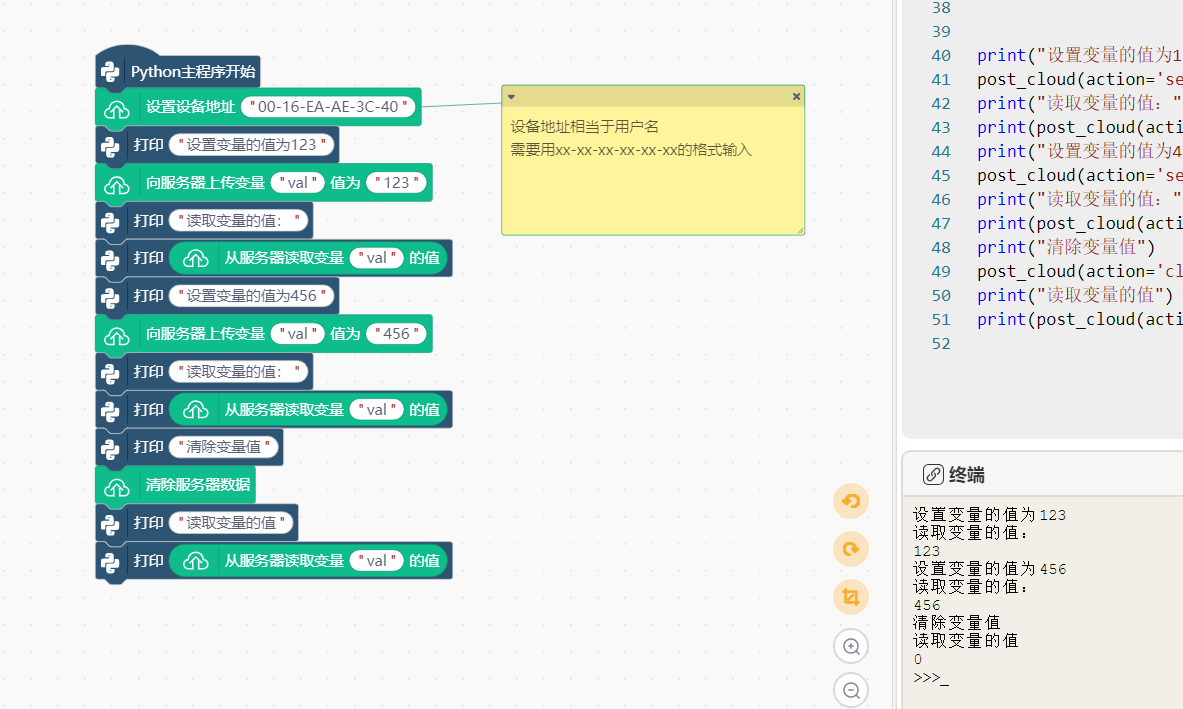 Python主程序开始
设置设备地址 "00-16-EA-AE-3C-40"
打印 "设置变量的值为123"
向服务器上传变量 "val" 值为 "123"
打印 "读取变量的值："
打印 从服务器读取变量 "val" 的值
打印 "设置变量的值为456"
向服务器上传变量 "val" 值为 "456"
打印 "读取变量的值："
打印 从服务器读取变量 "val" 的值
打印 "清除变量值"
清除服务器数据
打印 "读取变量的值"
打印 从服务器读取变量 "val" 的值
设备地址相当于用户名
需要用xx-xx-xx-xx-xx-xx的格式输入
38
39
40 print("设置变量的值为1
41 post_cloud(action='se
42 print("读取变量的值："
43 print(post_cloud(acti
44 print("设置变量的值为4
45 post_cloud(action='se
46 print("读取变量的值："
47 print(post_cloud(acti
48 print("清除变量值")
49 post_cloud(action='cl
50 print("读取变量的值")
51 print(post_cloud(acti
52
终端
设置变量的值为123
读取变量的值：
123
设置变量的值为456
读取变量的值：
456
清除变量值
读取变量的值
0
>>>_